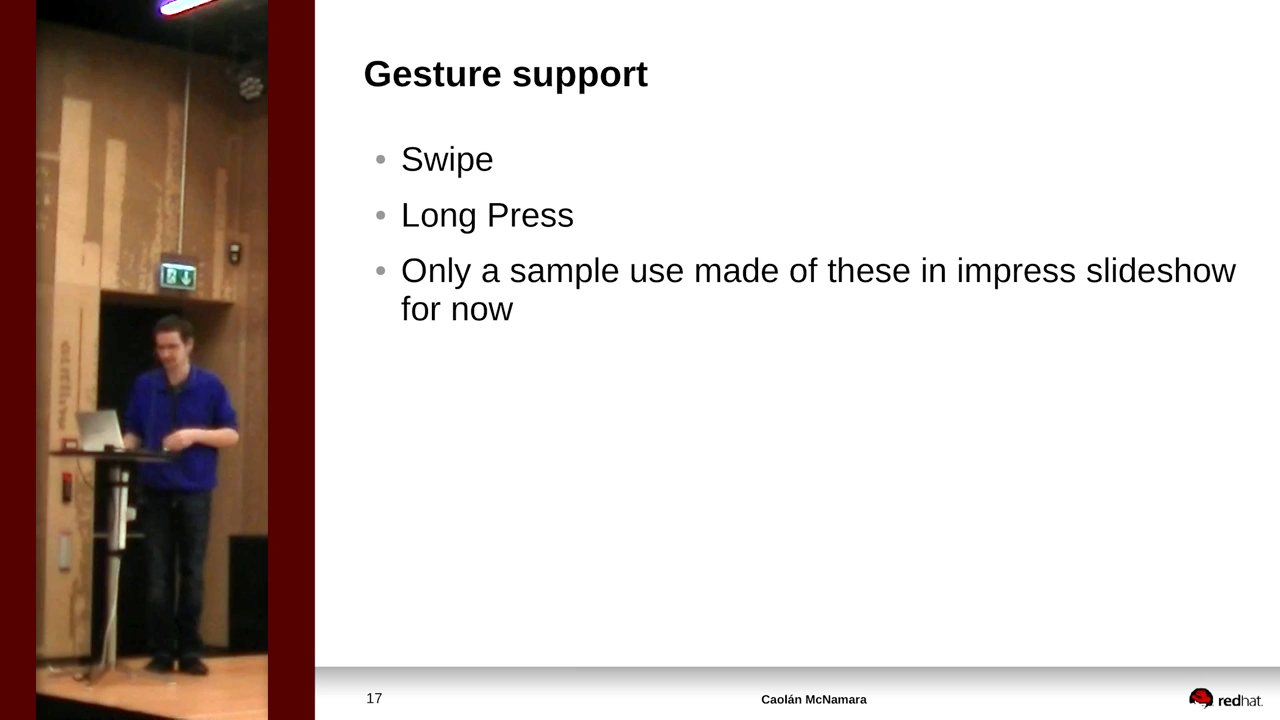 Gesture support
Swipe
Long Press
Only a sample use made of these in impress slideshow
for now
17
Caolán McNamara
redhat.